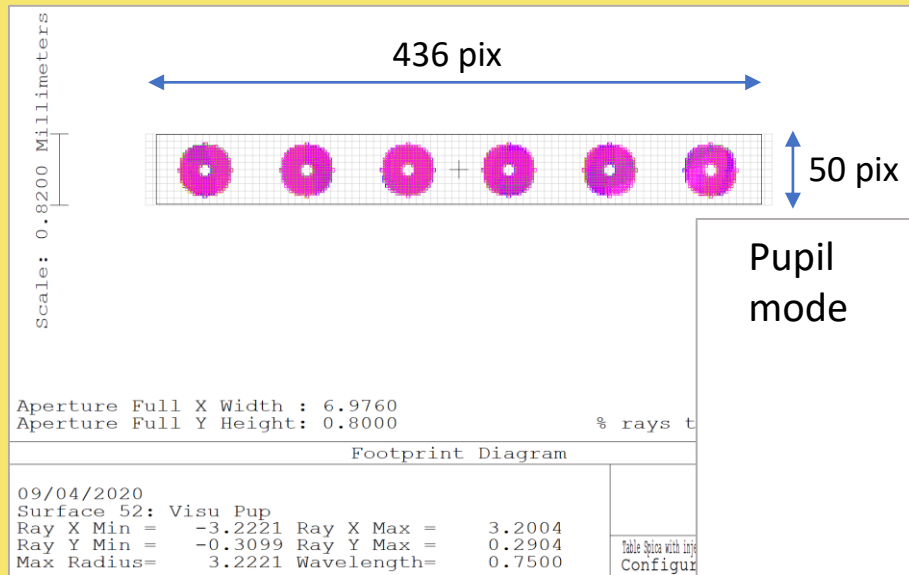 436 pix
50 pix
Scale: 0.8200 Millimeters
Pupil
mode
Aperture Full X Width : 6.9760
Aperture Full Y Height: 0.8000
% rays t
Footprint Diagram
09/04/2020
Surface 52: Visu Pup
Ray X Min = -3.2221 Ray X Max = 3.2004
Ray Y Min = -0.3099 Ray Y Max = 0.2904
Max Radius= 3.2221 Wavelength= 0.7500
Table Spica with inje
Configur